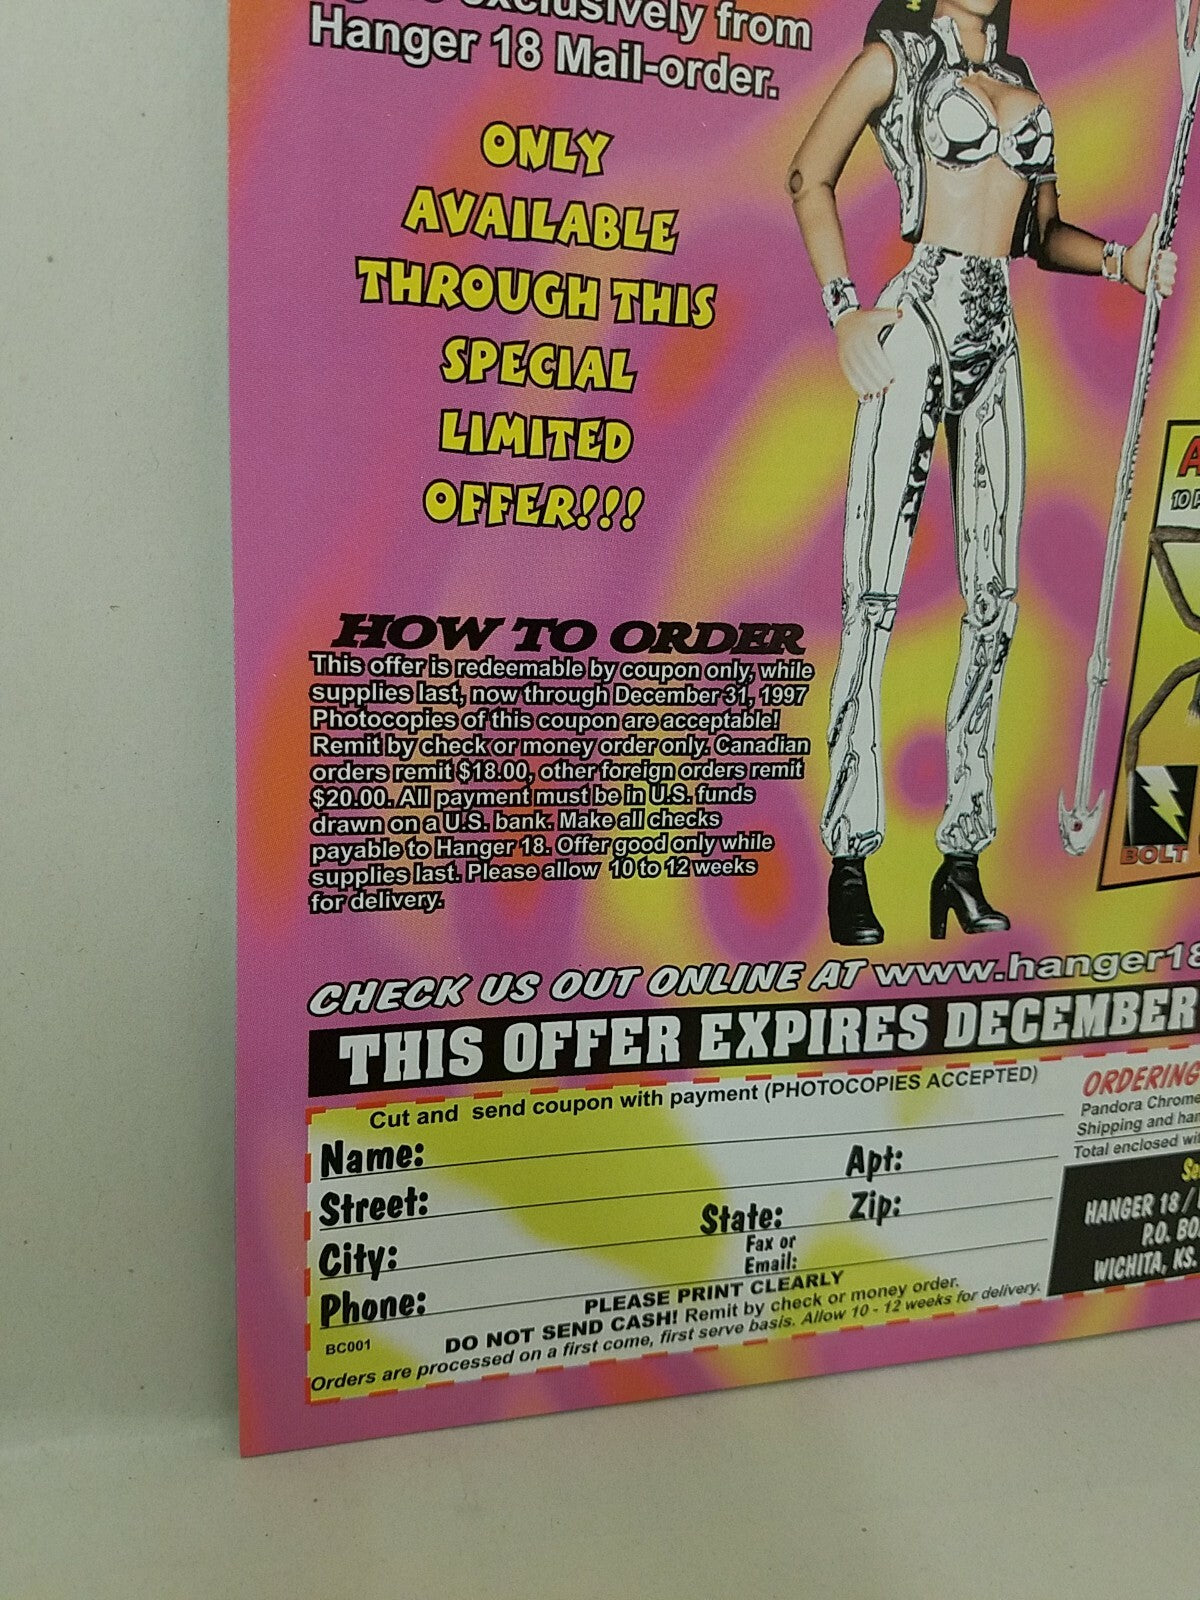 exclusively from
Hanger 18 Mail-order.
ONLY
AVAILABLE
THROUGH THIS
SPECIAL
LIMITED
OFFER!!!
10
BOLT
HOW TO ORDER
This offer is redeemable by coupon only, while
supplies last, now through December 31, 1997
Photocopies of this coupon are acceptable!
Remit by check or money order only. Canadian
orders remit $18.00, other foreign orders remit
$20.00. All payment must be in U.S. funds
drawn on a U.S. bank. Make all checks
payable to Hanger 18. Offer good only while
supplies last. Please allow 10 to 12 weeks
for delivery.
CHECK US OUT ONLINE AT www.hanger18
THIS OFFER EXPIRES DECEMBER
Cut and send coupon with payment (PHOTOCOPIES ACCEPTED)
Name:
Apt:
Street:
State: Zip:
City:
Fax or
Email:
Phone:
PLEASE PRINT CLEARLY
DO NOT SEND CASH! Remit by check or money order.
BC001
Orders are processed on a first come, first serve basis. Allow 10 - 12 weeks for delivery.
ORDERING
Pandora Chrome
Shipping and
Total enclosed
HANGER 18 /
P.O.
WICHITA, KS.